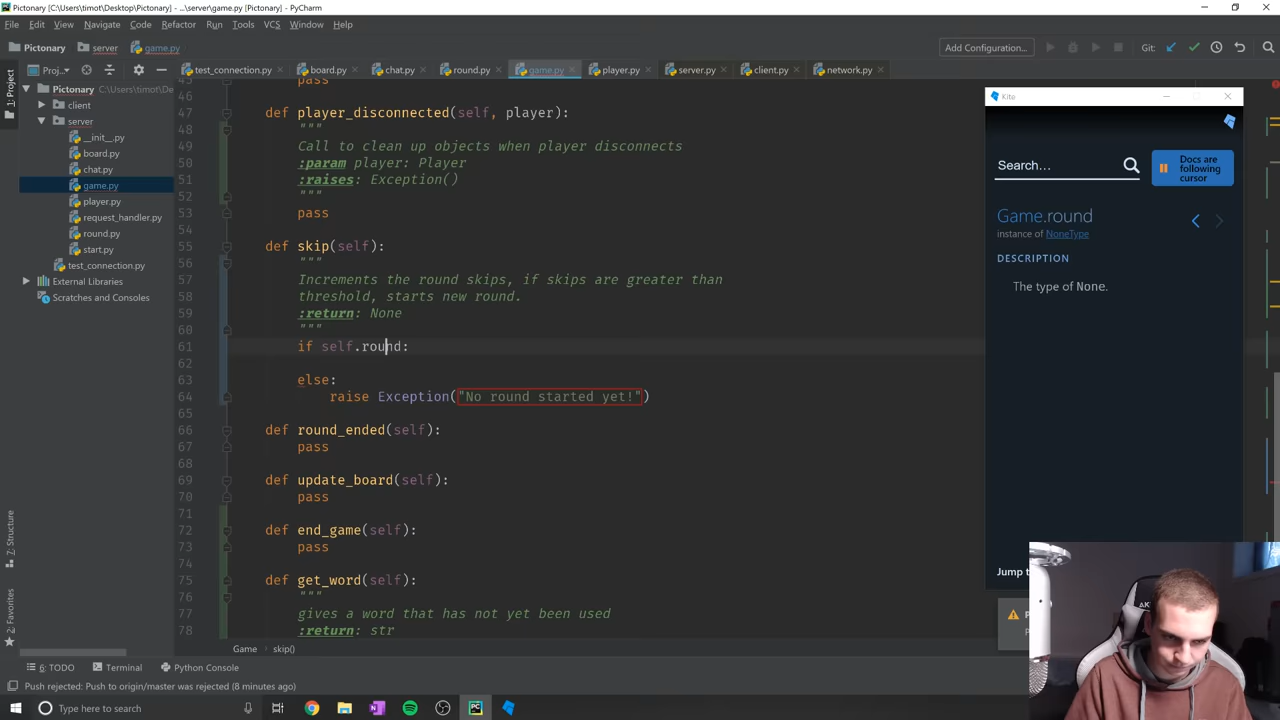 Pictonary [C:\Users\timot\Desktop\Pictonary] - ...\server\game.py [Pictonary] - PyCharm
File Edit View Navigate Code Refactor Run Tools VCS Window Help
Pictonary server game.py Add Configuration... Git:
Proj... test_connection.py board.py chat.py round.py game.py player.py server.py client.py network.py
1: Project
Pictonary C:\Users\timot\De
client
server
__init__.py
board.py
chat.py
game.py
player.py
request_handler.py
round.py
start.py
test_connection.py
External Libraries
Scratches and Consoles
7: Structure
2: Favorites
45 pass
46
47 def player_disconnected(self, player):
48 """
49 Call to clean up objects when player disconnects
50 :param player: Player
51 :raises: Exception()
52 """
53 pass
55 def skip(self):
56 """
57 Increments the round skips, if skips are greater than
58 threshold, starts new round.
59 :return: None
60 """
61 if self.round:
62
63 else:
64 raise Exception("No round started yet!")
65
66 def round_ended(self):
67 pass
68
69 def update_board(self):
70 pass
71
72 def end_game(self):
73 pass
74
75 def get_word(self):
76 """
77 gives a word that has not yet been used
78 :return: str
Game skip()
Kite
Search...
Docs are
following
cursor
Game.round
instance of NoneType
DESCRIPTION
The type of None.
Jump t
6: TODO Terminal Python Console
Push rejected: Push to origin/master was rejected (8 minutes ago)
Type here to search